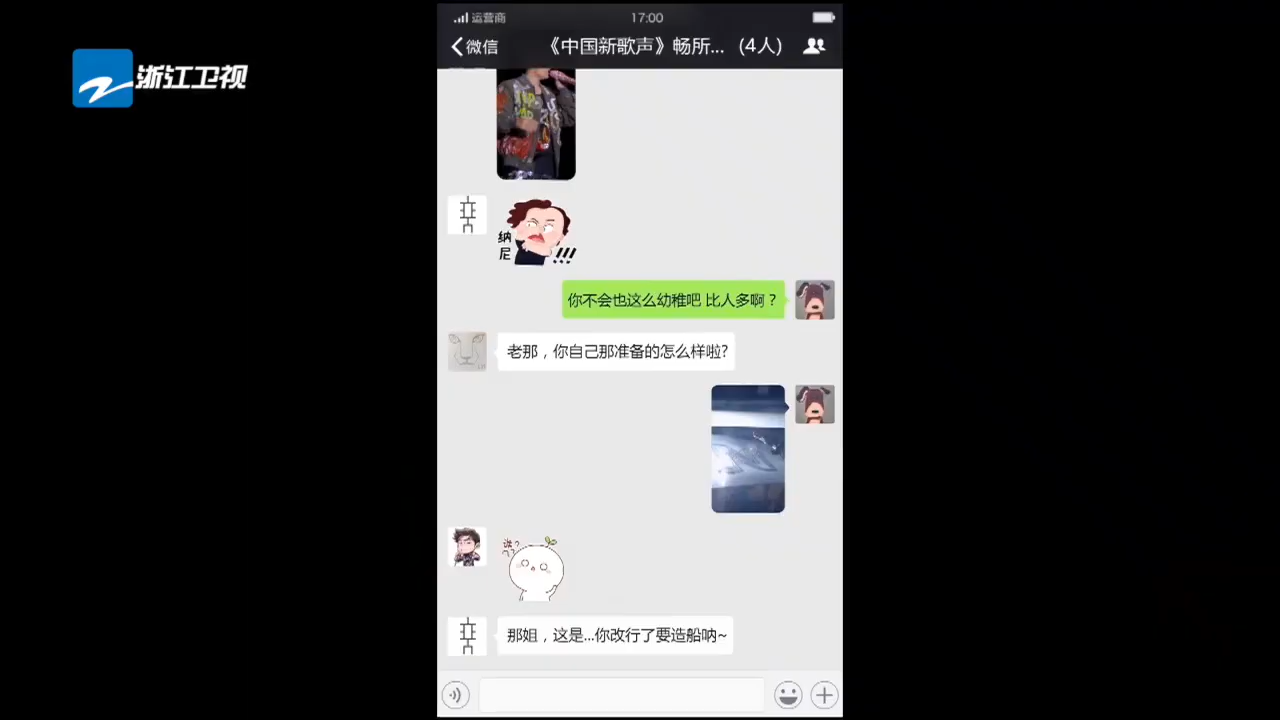 运营商
17:00
微信
《中国新歌声》畅所... (4人)
浙江卫视
纳
尼
!!!
你不会也这么幼稚吧 比人多啊？
老那，你自己那准备的怎么样啦?
那姐，这是...你改行了要造船呐~